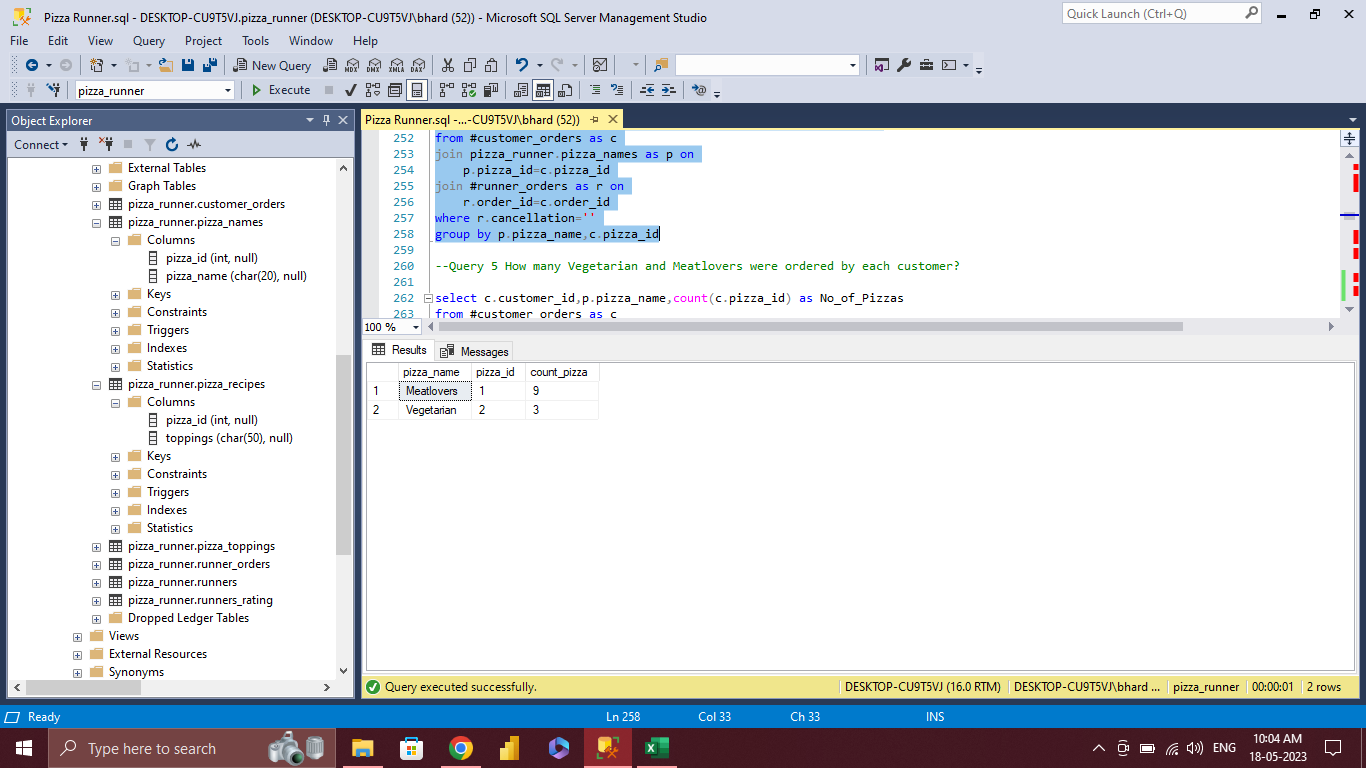 Pizza Runner.sql - DESKTOP-CU9T5VJ.pizza_runner (DESKTOP-CU9T5VJ\bhard (52)) - Microsoft SQL Server Management Studio
Quick Launch (Ctrl+Q)
File Edit View Query Project Tools Window Help
New Query
MDX DMX XMLA DAX
pizza_runner
Execute
Object Explorer
Connect
External Tables
Graph Tables
pizza_runner.customer_orders
pizza_runner.pizza_names
Columns
pizza_id (int, null)
pizza_name (char(20), null)
Keys
Constraints
Triggers
Indexes
Statistics
pizza_runner.pizza_recipes
Columns
pizza_id (int, null)
toppings (char(50), null)
Keys
Constraints
Triggers
Indexes
Statistics
pizza_runner.pizza_toppings
pizza_runner.runner_orders
pizza_runner.runners
pizza_runner.runners_rating
Dropped Ledger Tables
Views
External Resources
Synonyms
Pizza Runner.sql -...-CU9T5VJ\bhard (52))
252 from #customer_orders as c
253 join pizza_runner.pizza_names as p on
254 p.pizza_id=c.pizza_id
255 join #runner_orders as r on
256 r.order_id=c.order_id
257 where r.cancellation=''
258 group by p.pizza_name,c.pizza_id
259
260 --Query 5 How many Vegetarian and Meatlovers were ordered by each customer?
261
262 select c.customer_id,p.pizza_name,count(c.pizza_id) as No_of_Pizzas
263 from #customer_orders as c
100 %
Results Messages
pizza_name pizza_id count_pizza
1 Meatlovers 1 9
2 Vegetarian 2 3
Query executed successfully. DESKTOP-CU9T5VJ (16.0 RTM) DESKTOP-CU9T5VJ\bhard ... pizza_runner 00:00:01 2 rows
Ready Ln 258 Col 33 Ch 33 INS
Type here to search
ENG
10:04 AM
18-05-2023